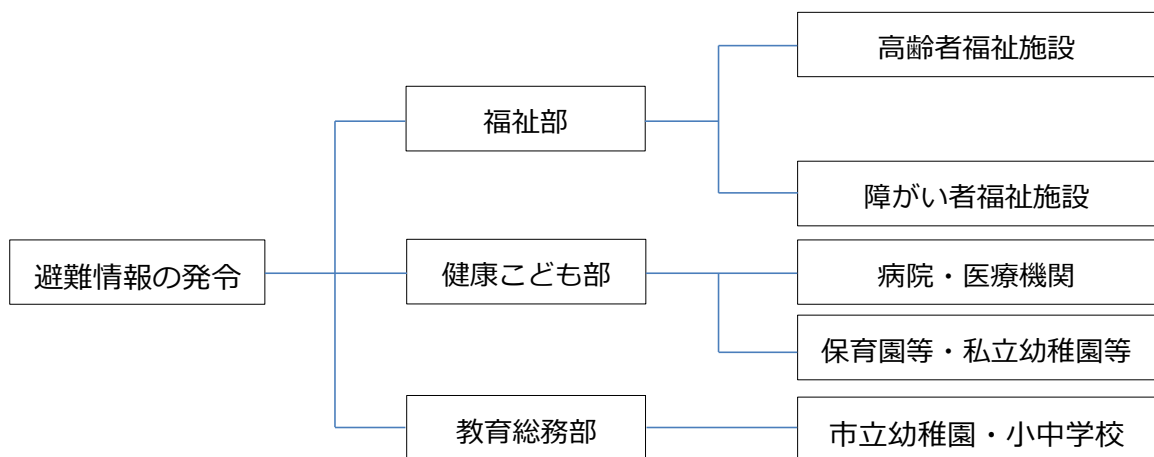 避難情報の発令
福祉部
高齢者福祉施設
障がい者福祉施設
健康こども部
病院・医療機関
保育園等・私立幼稚園等
教育総務部
市立幼稚園・小中学校